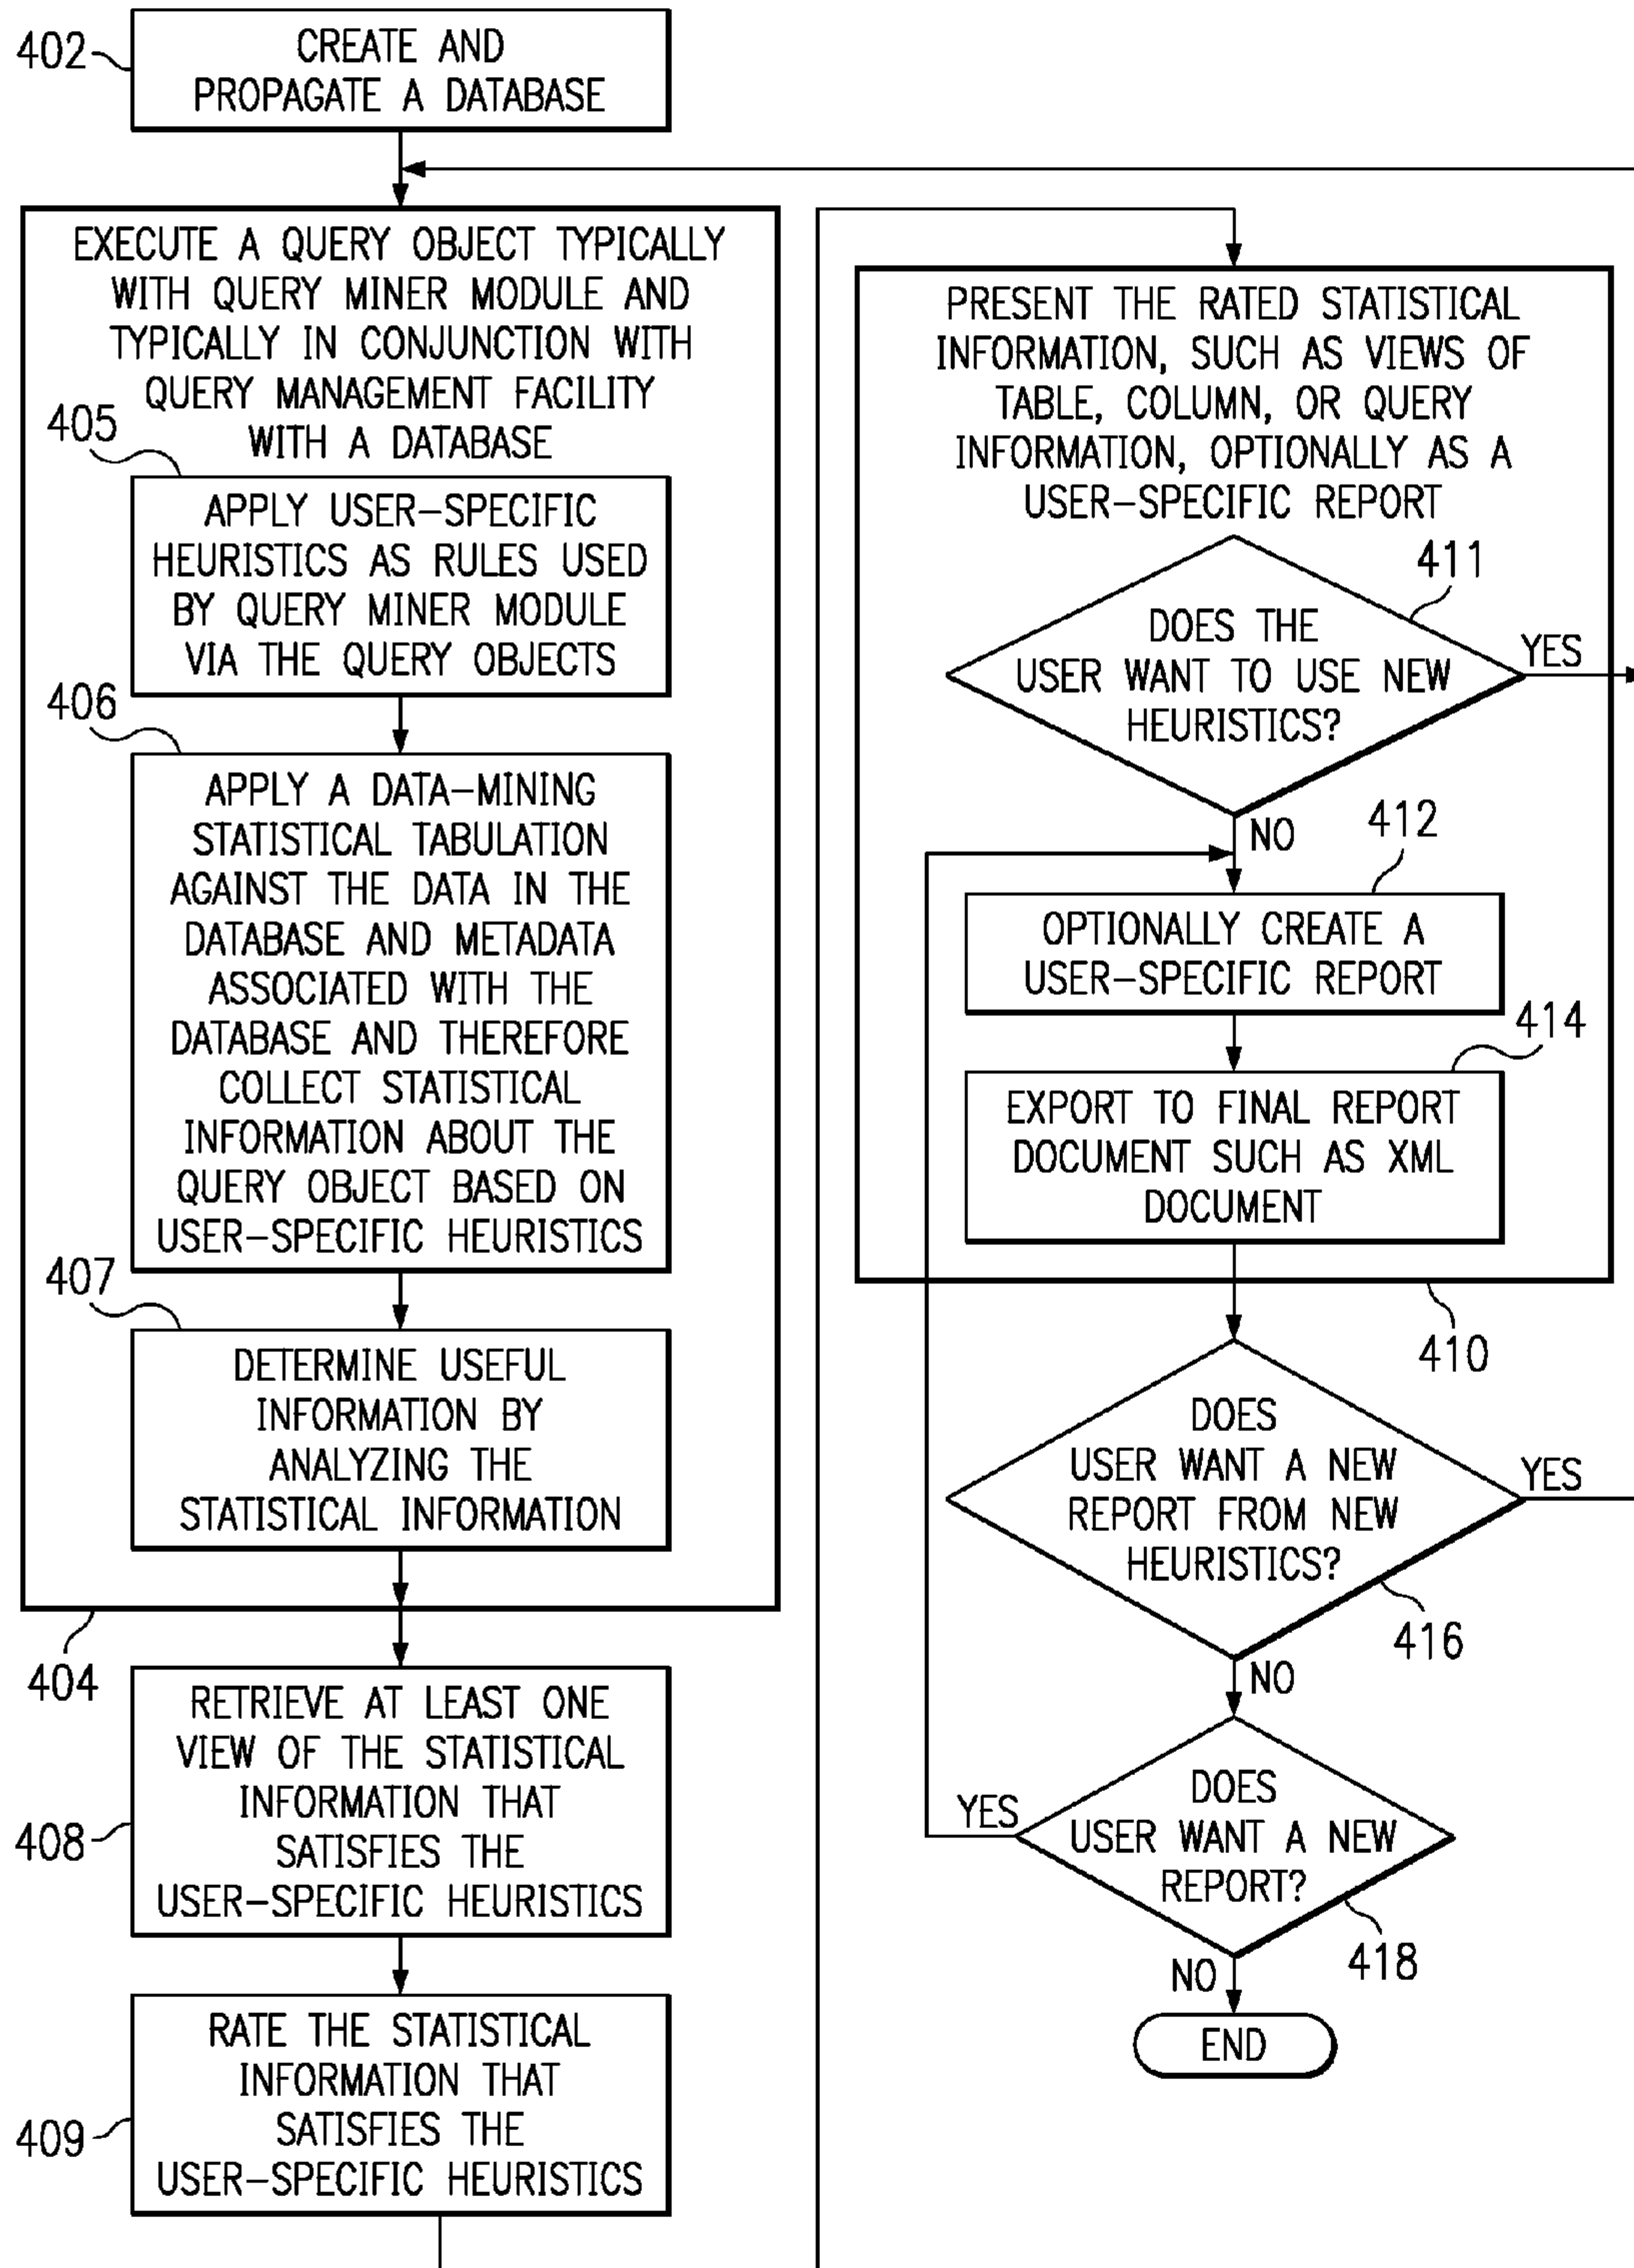 402
CREATE AND
PROPAGATE A DATABASE
EXECUTE A QUERY OBJECT TYPICALLY
WITH QUERY MINER MODULE AND
TYPICALLY IN CONJUNCTION WITH
QUERY MANAGEMENT FACILITY
WITH A DATABASE
405
APPLY USER-SPECIFIC
HEURISTICS AS RULES USED
BY QUERY MINER MODULE
VIA THE QUERY OBJECTS
406
APPLY A DATA-MINING
STATISTICAL TABULATION
AGAINST THE DATA IN THE
DATABASE AND METADATA
ASSOCIATED WITH THE
DATABASE AND THEREFORE
COLLECT STATISTICAL
INFORMATION ABOUT THE
QUERY OBJECT BASED ON
USER-SPECIFIC HEURISTICS
407
DETERMINE USEFUL
INFORMATION BY
ANALYZING THE
STATISTICAL INFORMATION
404
RETRIEVE AT LEAST ONE
VIEW OF THE STATISTICAL
INFORMATION THAT
SATISFIES THE
USER-SPECIFIC HEURISTICS
408
RATE THE STATISTICAL
INFORMATION THAT
SATISFIES THE
USER-SPECIFIC HEURISTICS
409
PRESENT THE RATED STATISTICAL
INFORMATION, SUCH AS VIEWS OF
TABLE, COLUMN, OR QUERY
INFORMATION, OPTIONALLY AS A
USER-SPECIFIC REPORT
411
DOES THE
USER WANT TO USE NEW
HEURISTICS?
YES
NO
412
OPTIONALLY CREATE A
USER-SPECIFIC REPORT
414
EXPORT TO FINAL REPORT
DOCUMENT SUCH AS XML
DOCUMENT
410
DOES
USER WANT A NEW
REPORT FROM NEW
HEURISTICS?
YES
416
NO
DOES
USER WANT A NEW
REPORT?
YES
418
NO
END